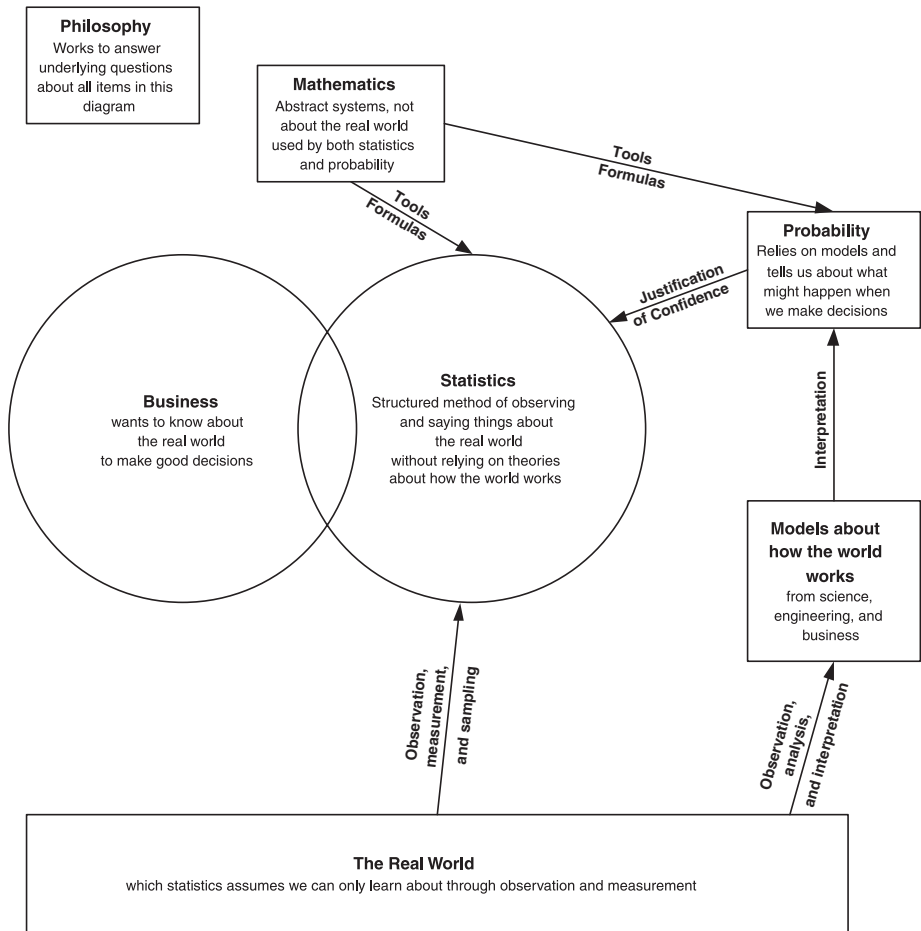 Philosophy
Works to answer
underlying questions
about all items in this
diagram
Mathematics
Abstract systems, not
about the real world
used by both statistics
and probability
Tools
Formulas
Tools
Formulas
Probability
Relies on models and
tells us about what
might happen when
we make decisions
Justification
of Confidence
Business
wants to know about
the real world
to make good decisions
Statistics
Structured method of observing
and saying things about
the real world
without relying on theories
about how the world works
Interpretation
Models about
how the world
works
from science,
engineering, and
business
Observation,
measurement,
and sampling
Observation,
analysis,
and interpretation
The Real World
which statistics assumes we can only learn about through observation and measurement